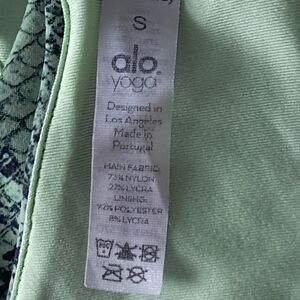 S
alo
yoga
Designed in
Los Angeles
Made In
Portugal
MAIN FABRIC:
73% NYLON
27% LYCRA
LINING:
92% POLYESTER
8% LYCRA